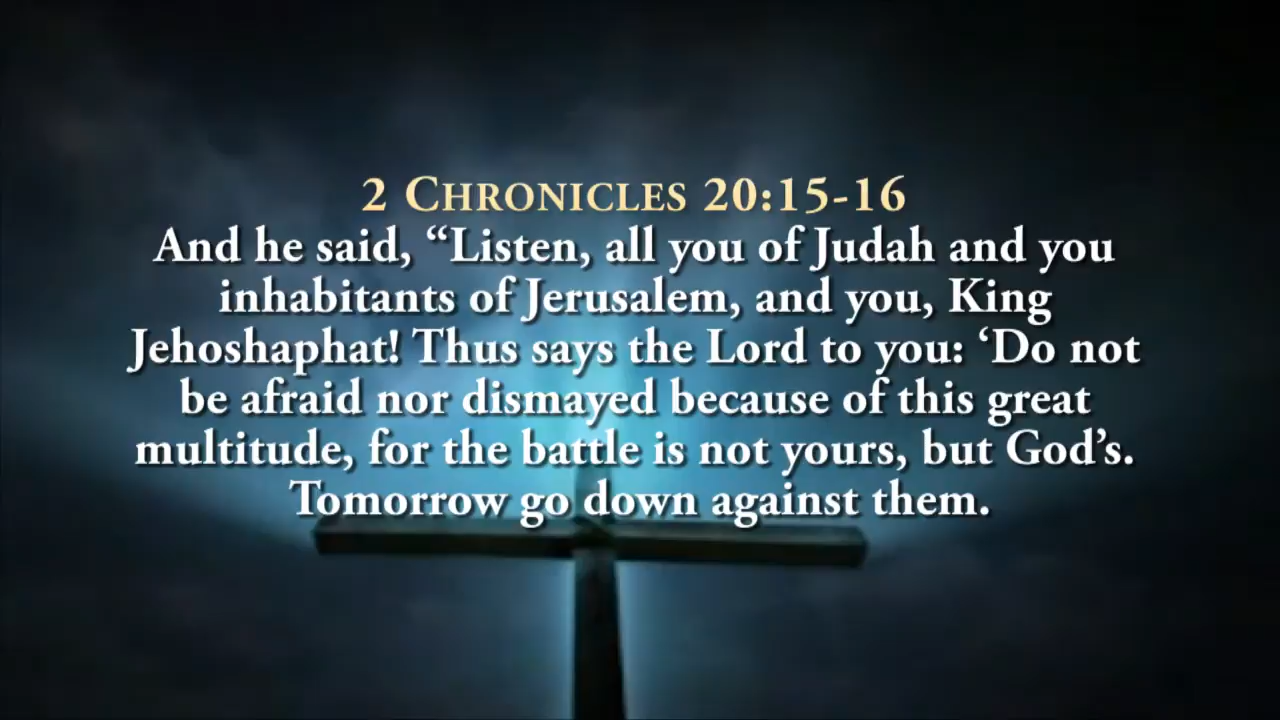 2 Chronicles 20:15-16
And he said, “Listen, all you of Judah and you
inhabitants of Jerusalem, and you, King
Jehoshaphat! Thus says the Lord to you: ‘Do not
be afraid nor dismayed because of this great
multitude, for the battle is not yours, but God’s.
Tomorrow go down against them.